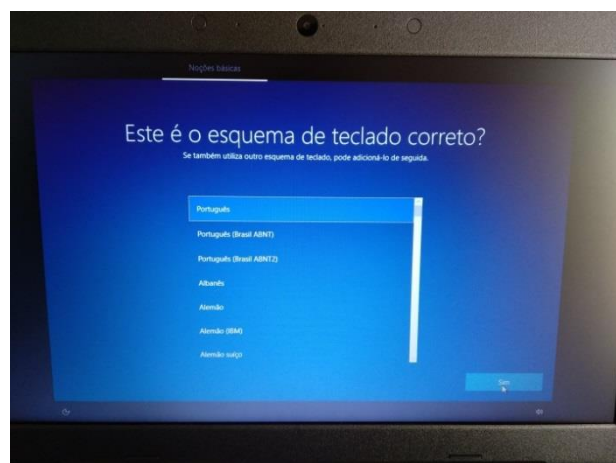 Noções básicas
Este é o esquema de teclado correto?
Se também utiliza outro esquema de teclado, pode adicioná-lo de seguida.
Português
Português (Brasil ABNT)
Português (Brasil ABNT2)
Albanês
Alemão
Alemão (IBM)
Alemão suíço
Sim